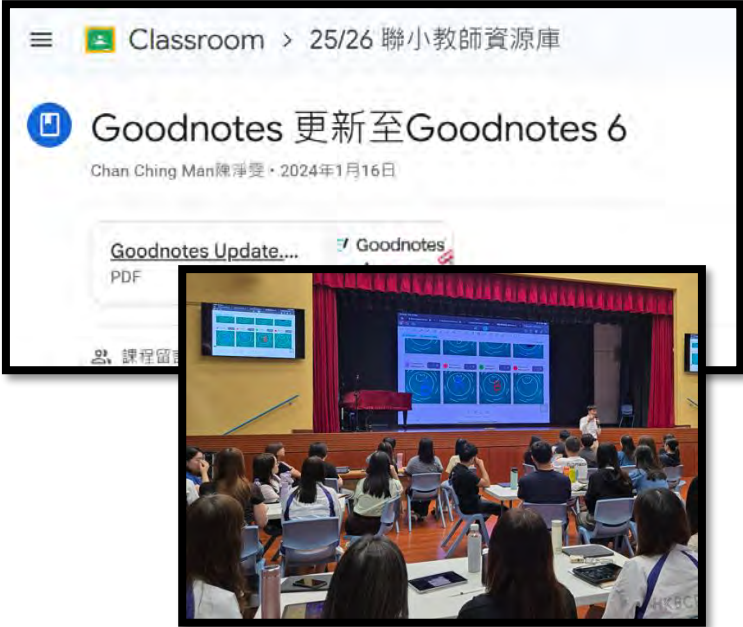 Classroom > 25/26 聯小教師資源庫
Goodnotes 更新至Goodnotes 6
Chan Ching Man陳淨雯 • 2024年1月16日
Goodnotes Update....
PDF
Goodnotes
課程留言
HKBC